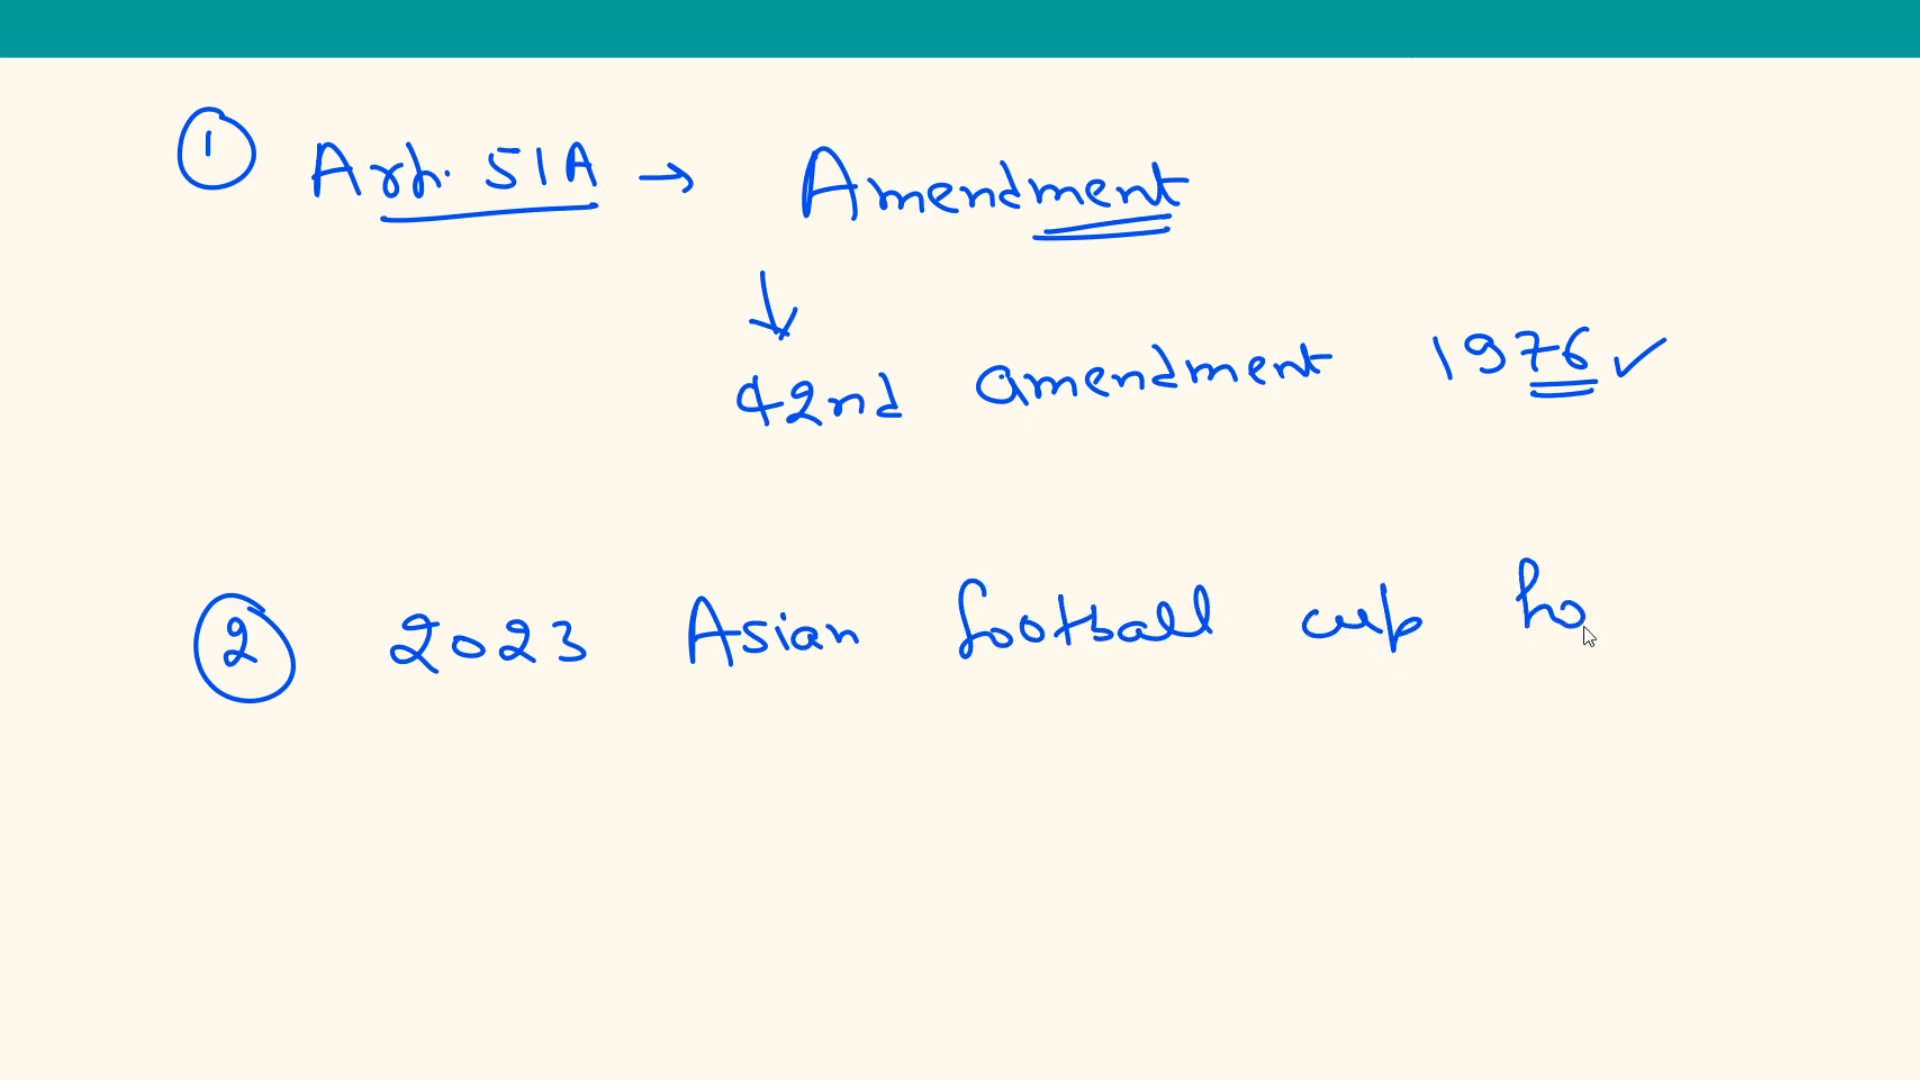 1 Art. 51A → Amendment
↓
42nd amendment 1976 ✓
2 2023 Asian football cup ho